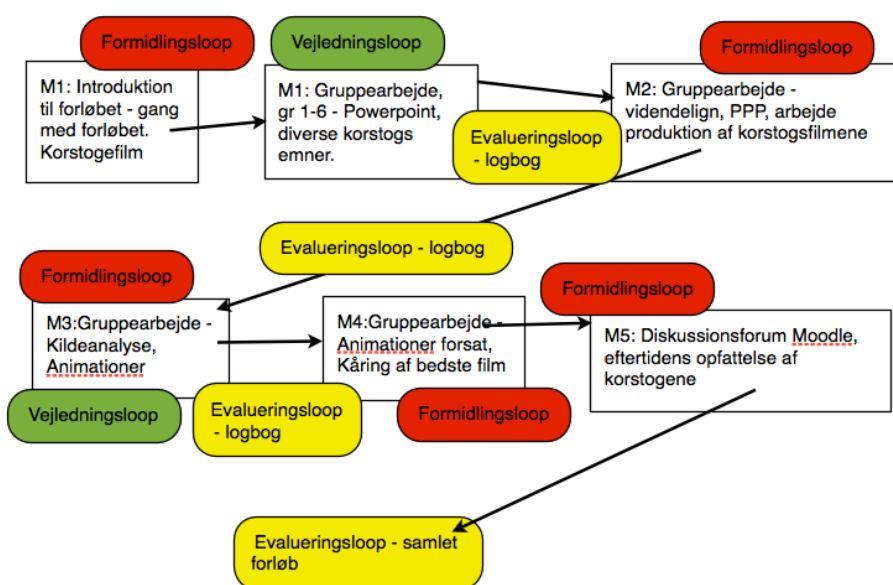 Formidlingsloop
M1: Introduktion
til forløbet - gang
med forløbet.
Korstogefilm
Vejledningsloop
M1: Gruppearbejde,
gr 1-6 - Powerpoint,
diverse korstogs
emner.
Evalueringsloop
- logbog
Formidlingsloop
M2: Gruppearbejde -
videndelign, PPP, arbejde
produktion af korstogsfilmene
Evalueringsloop - logbog
Formidlingsloop
M3:Gruppearbejde -
Kildeanalyse,
Animationer
Vejledningsloop
Evalueringsloop
- logbog
M4:Gruppearbejde -
Animationer forsat,
Kåring af bedste film
Formidlingsloop
Formidlingsloop
M5: Diskussionsforum Moodle,
eftertidens opfattelse af
korstogene
Evalueringsloop - samlet
forløb